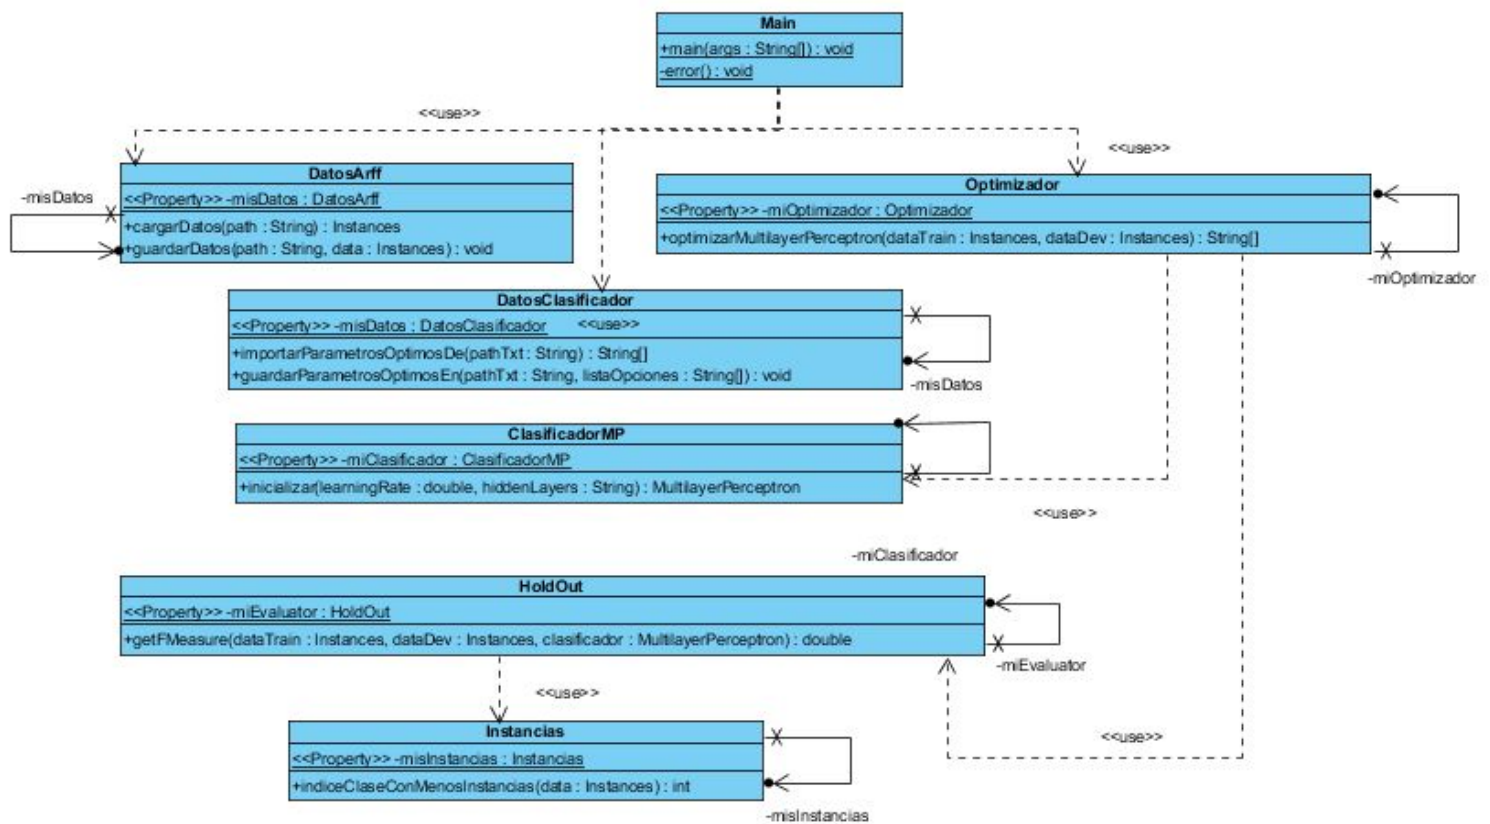 Main
+main(args : String[]) : void
-error() : void
<<use>>
<<use>>
DatosArff
<<Property>> -misDatos : DatosArff
+cargarDatos(path : String) : Instances
+guardarDatos(path : String, data : Instances) : void
-misDatos
Optimizador
<<Property>> -miOptimizador : Optimizador
+optimizarMultilayerPerceptron(dataTrain : Instances, dataDev : Instances) : String[]
-miOptimizador
DatosClasificador
<<Property>> -misDatos : DatosClasificador
<<use>>
+importarParametrosOptimosDe(pathTxt : String) : String[]
+guardarParametrosOptimosEn(pathTxt : String, listaOpciones : String[]) : void
-misDatos
ClasificadorMP
<<Property>> -miClasificador : ClasificadorMP
+inicializar(learningRate : double, hiddenLayers : String) : MultilayerPerceptron
<<use>>
-miClasificador
HoldOut
<<Property>> -miEvaluator : HoldOut
+getFMeasure(dataTrain : Instances, dataDev : Instances, clasificador : MultilayerPerceptron) : double
-miEvaluator
<<use>>
<<use>>
Instancias
<<Property>> -misInstancias : Instancias
+indiceClaseConMenosInstancias(data : Instances) : int
-misInstancias